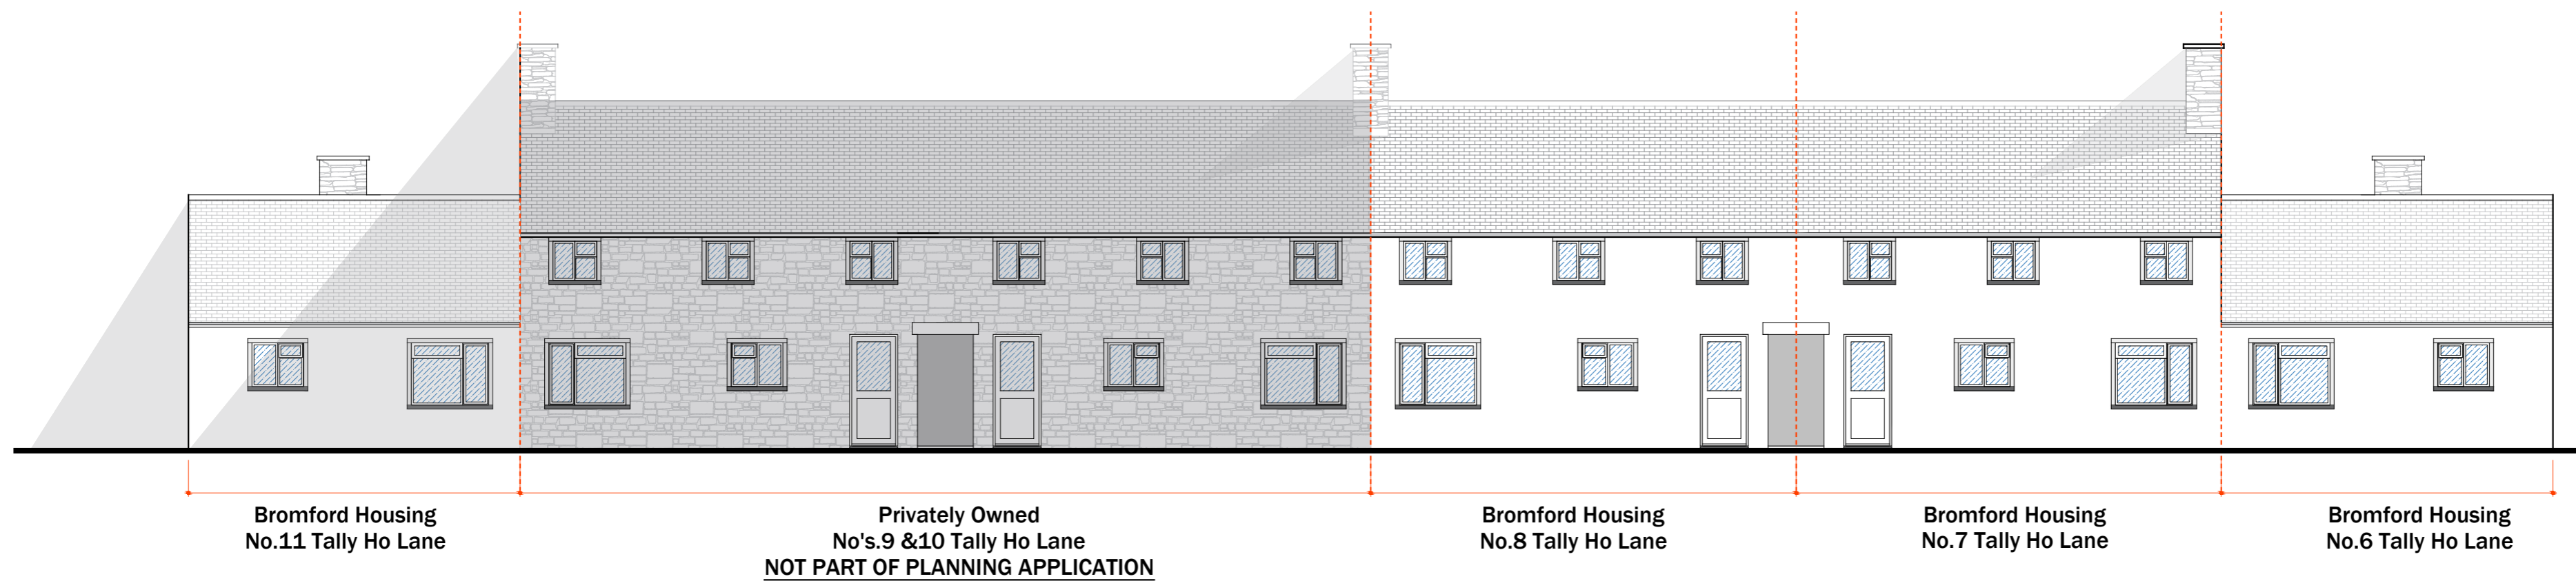 Bromford Housing
No.11 Tally Ho Lane
Privately Owned
No's.9 &10 Tally Ho Lane
NOT PART OF PLANNING APPLICATION
Bromford Housing
No.8 Tally Ho Lane
Bromford Housing
No.7 Tally Ho Lane
Bromford Housing
No.6 Tally Ho Lane